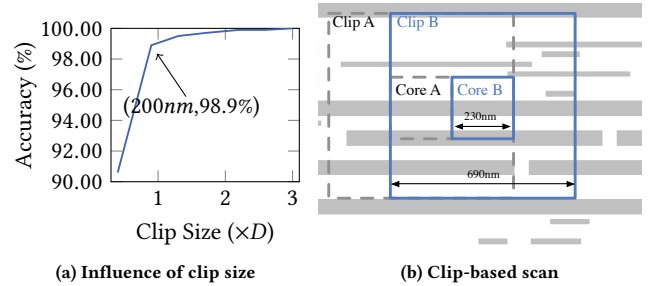 100.00
98.00
96.00
94.00
92.00
90.00
Accuracy (%)
(200nm,98.9%)
1 2 3
Clip Size (×D)
(a) Influence of clip size
Clip A Clip B
Core A Core B
230nm
690nm
(b) Clip-based scan